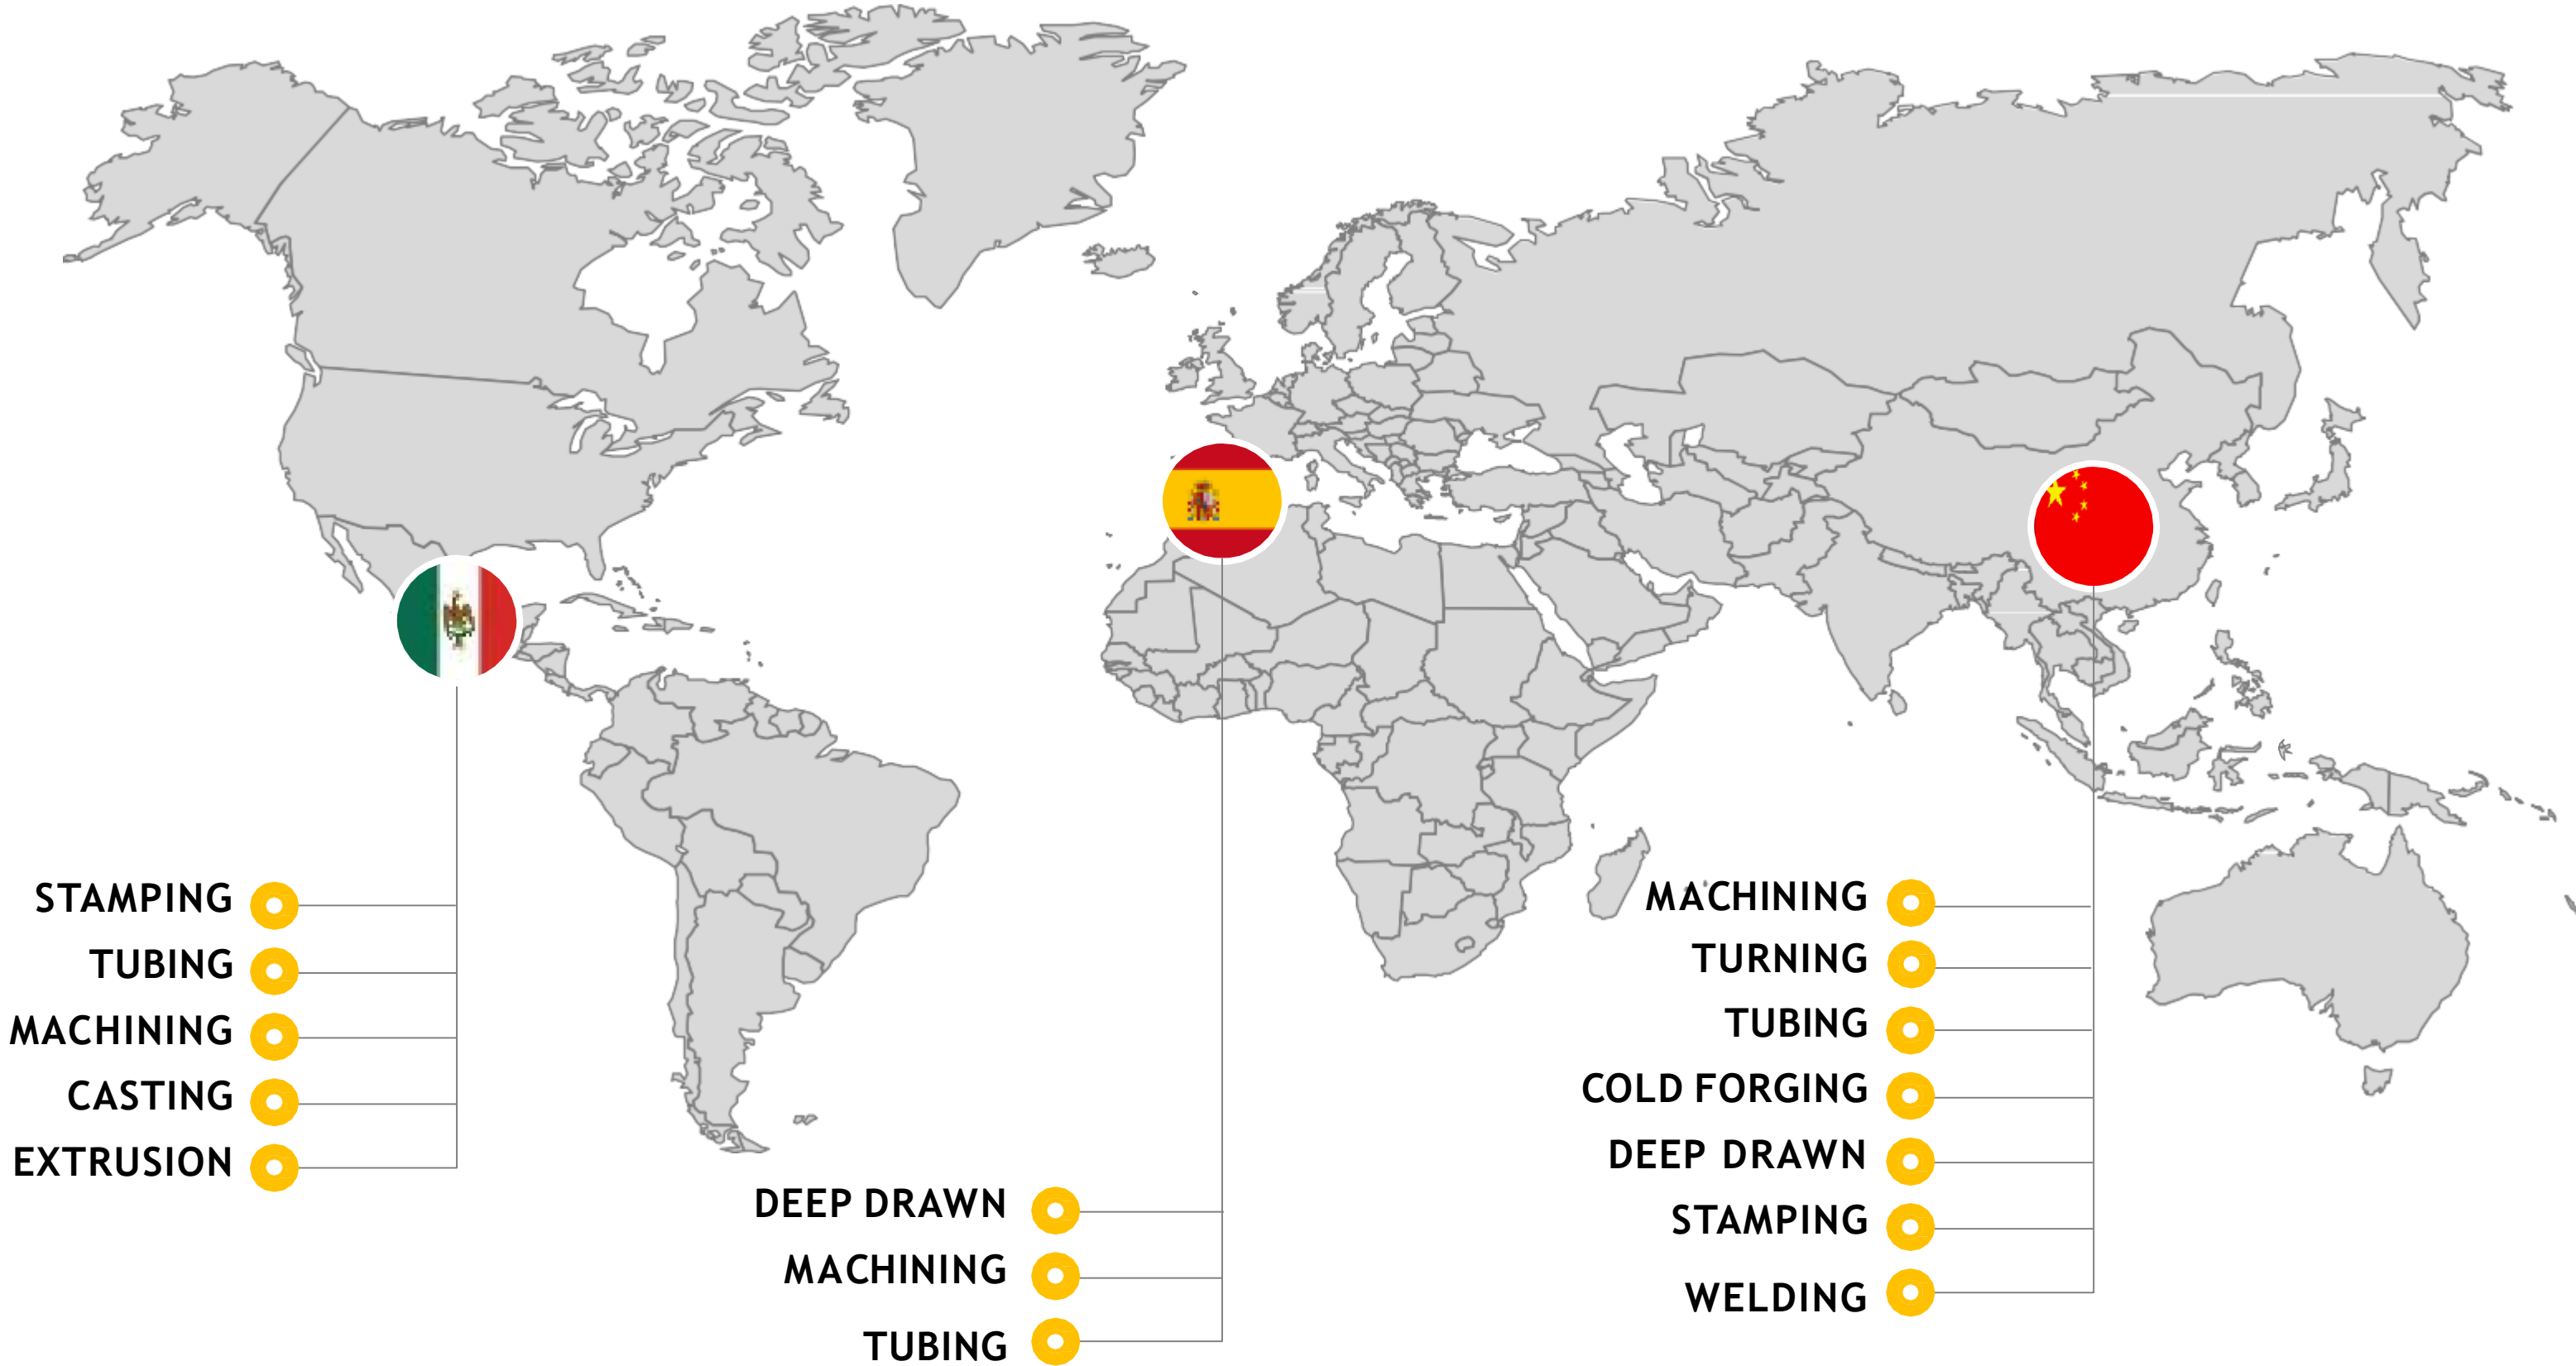 STAMPING
TUBING
MACHINING
CASTING
EXTRUSION
DEEP DRAWN
MACHINING
TUBING
MACHINING
TURNING
TUBING
COLD FORGING
DEEP DRAWN
STAMPING
WELDING